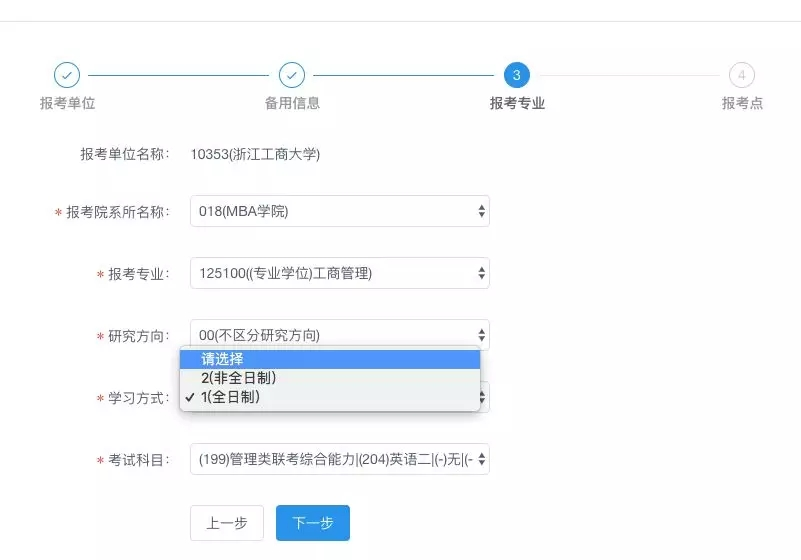 3
4
报考单位
备用信息
报考专业
报考点
报考单位名称：
10353(浙江工商大学)
* 报考院系所名称：
018(MBA学院)
* 报考专业：
125100((专业学位)工商管理)
* 研究方向：
00(不区分研究方向)
请选择
2(非全日制)
* 学习方式：
✓ 1(全日制)
* 考试科目：
(199)管理类联考综合能力|(204)英语二|(-)无|(-
上一步
下一步